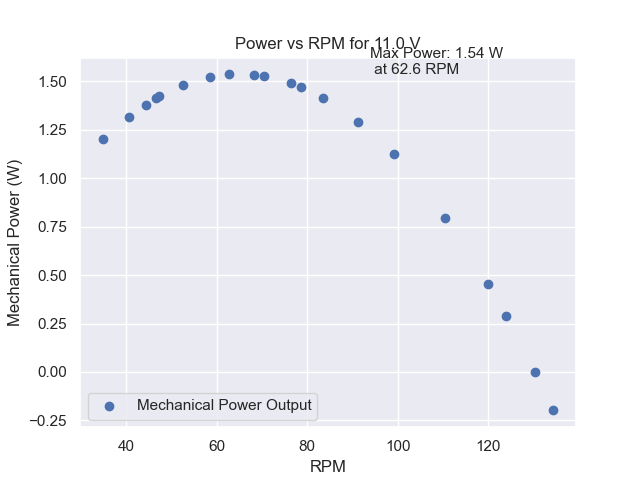 Power vs RPM for 11.0 V
Max Power: 1.54 W
at 62.6 RPM
1.50
1.25
1.00
0.75
0.50
0.25
0.00
−0.25
Mechanical Power (W)
Mechanical Power Output
40
60
80
100
120
RPM